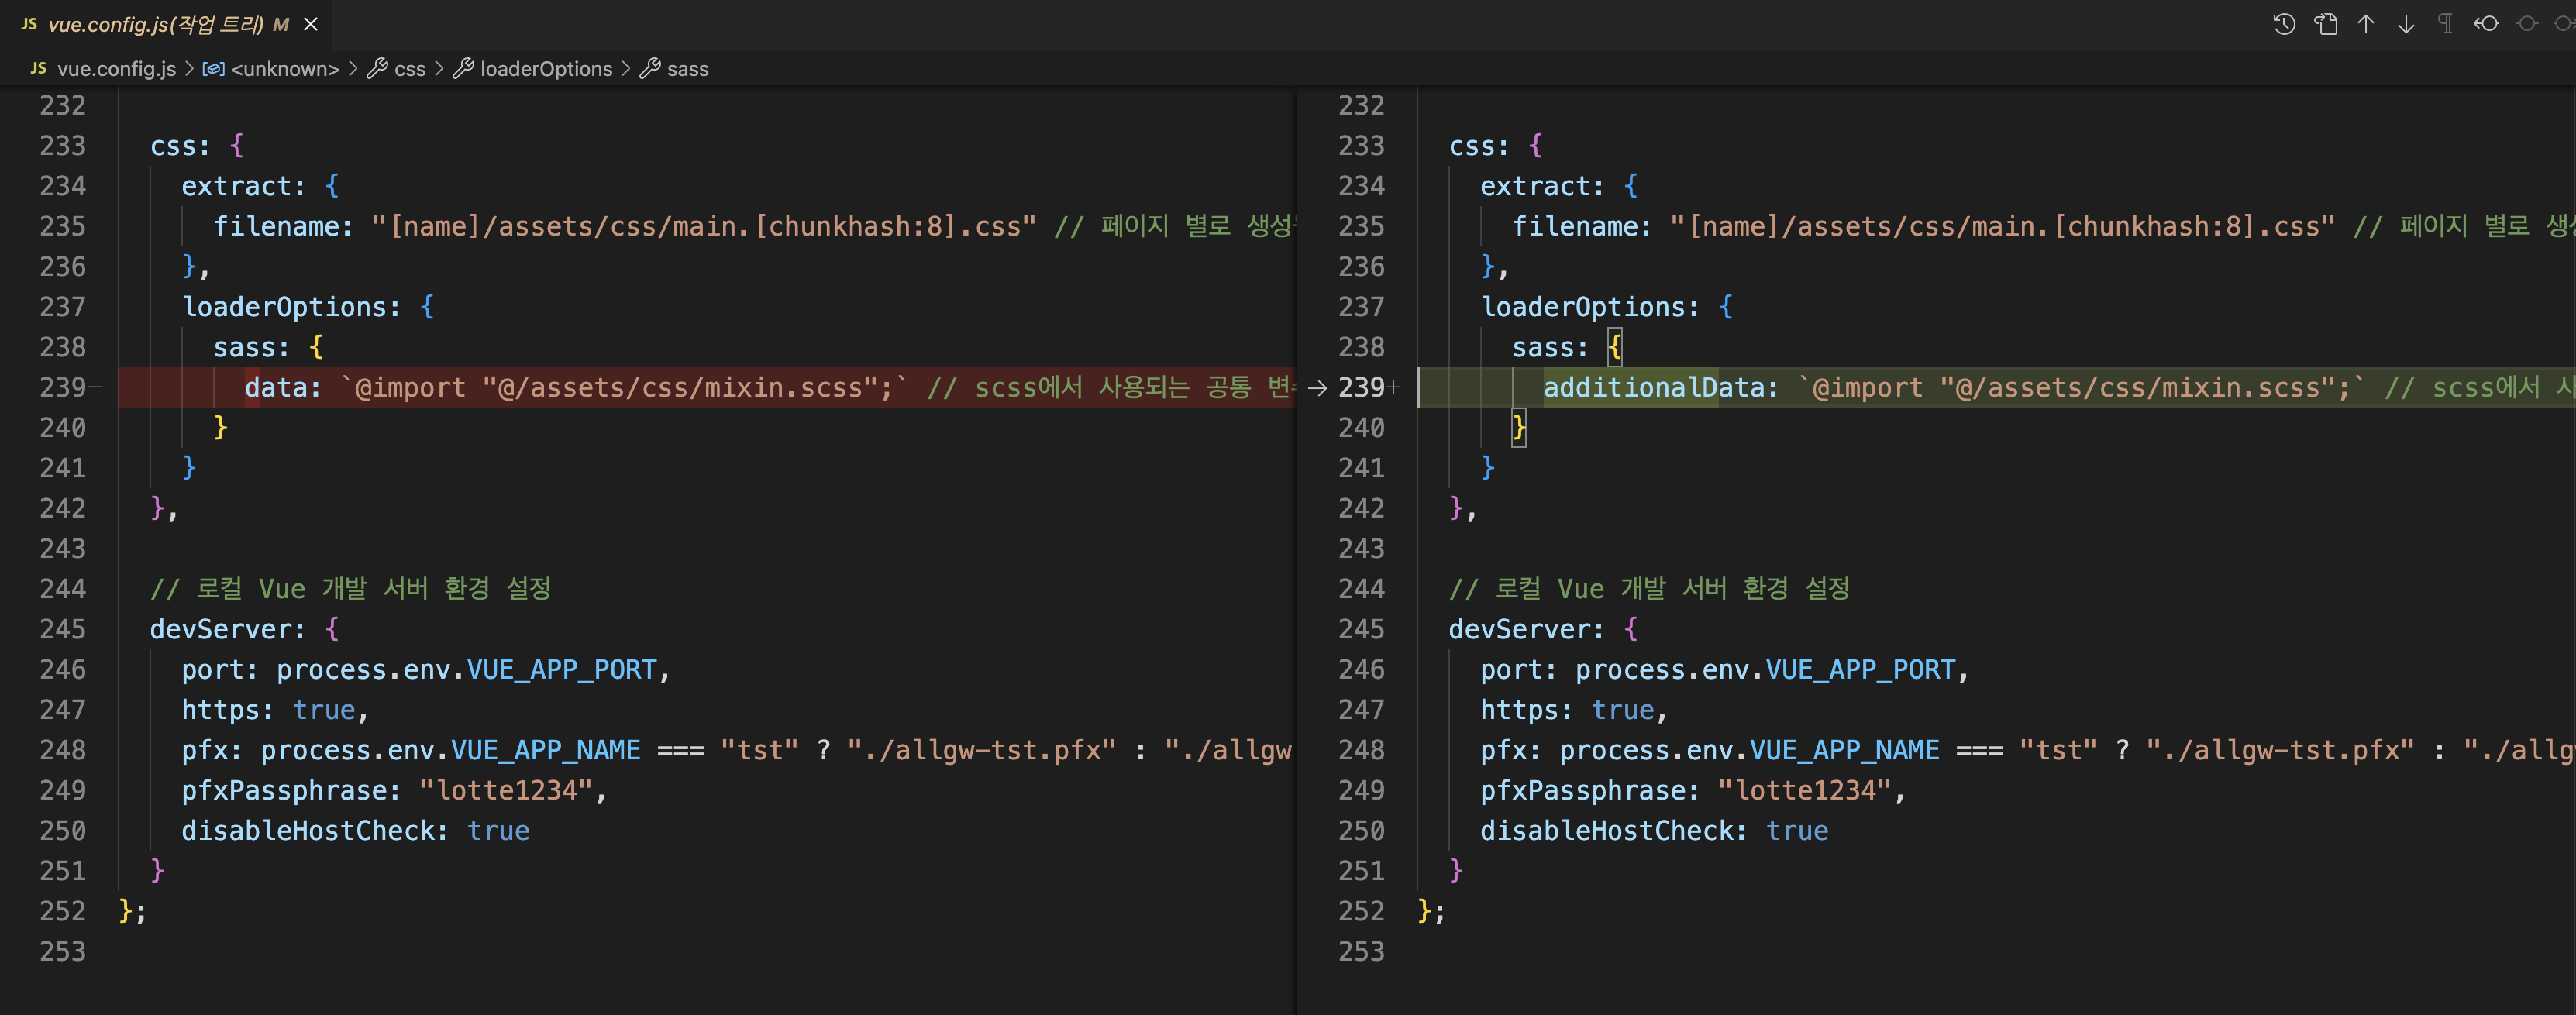 JS vue.config.js(작업 트리) M
JS vue.config.js > <unknown> > css > loaderOptions > sass
232
233 css: {
234 extract: {
235 filename: "[name]/assets/css/main.[chunkhash:8].css" // 페이지 별로 생성
236 },
237 loaderOptions: {
238 sass: {
239— data: `@import "@/assets/css/mixin.scss";` // scss에서 사용되는 공통
240 }
241 }
242 },
243
244 // 로컬 Vue 개발 서버 환경 설정
245 devServer: {
246 port: process.env.VUE_APP_PORT,
247 https: true,
248 pfx: process.env.VUE_APP_NAME === "tst" ? "./allgw-tst.pfx" : "./allgw.
249 pfxPassphrase: "lotte1234",
250 disableHostCheck: true
251 }
252 };
253
232
233 css: {
234 extract: {
235 filename: "[name]/assets/css/main.[chunkhash:8].css" // 페이지 별로
236 },
237 loaderOptions: {
238 sass: {
→ 239+ additionalData: `@import "@/assets/css/mixin.scss";` // scss에서
240 }
241 }
242 },
243
244 // 로컬 Vue 개발 서버 환경 설정
245 devServer: {
246 port: process.env.VUE_APP_PORT,
247 https: true,
248 pfx: process.env.VUE_APP_NAME === "tst" ? "./allgw-tst.pfx" : "./allg
249 pfxPassphrase: "lotte1234",
250 disableHostCheck: true
251 }
252 };
253